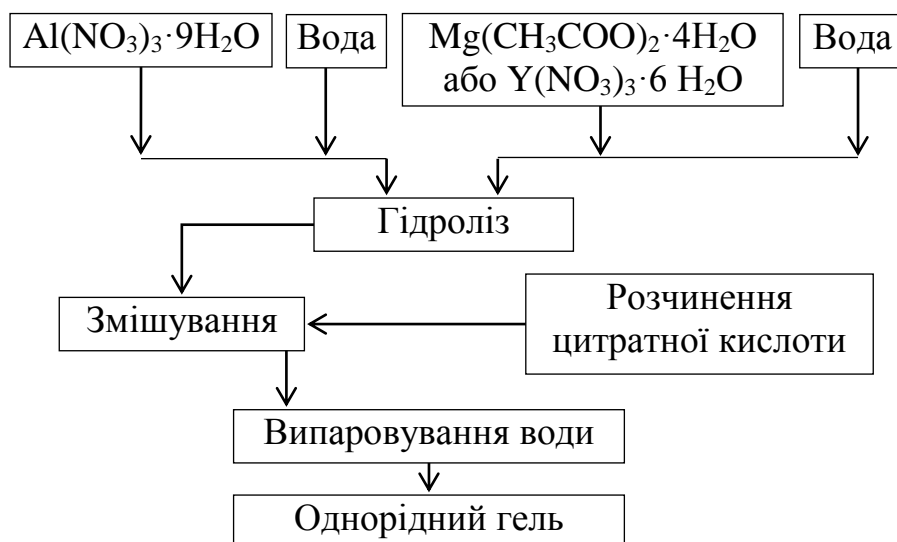 Al(NO₃)₃·9H₂O
Вода
Mg(CH₃COO)₂·4H₂O
або Y(NO₃)₃·6 H₂O
Вода
Гідроліз
Змішування
Розчинення
цитратної кислоти
Випаровування води
Однорідний гель